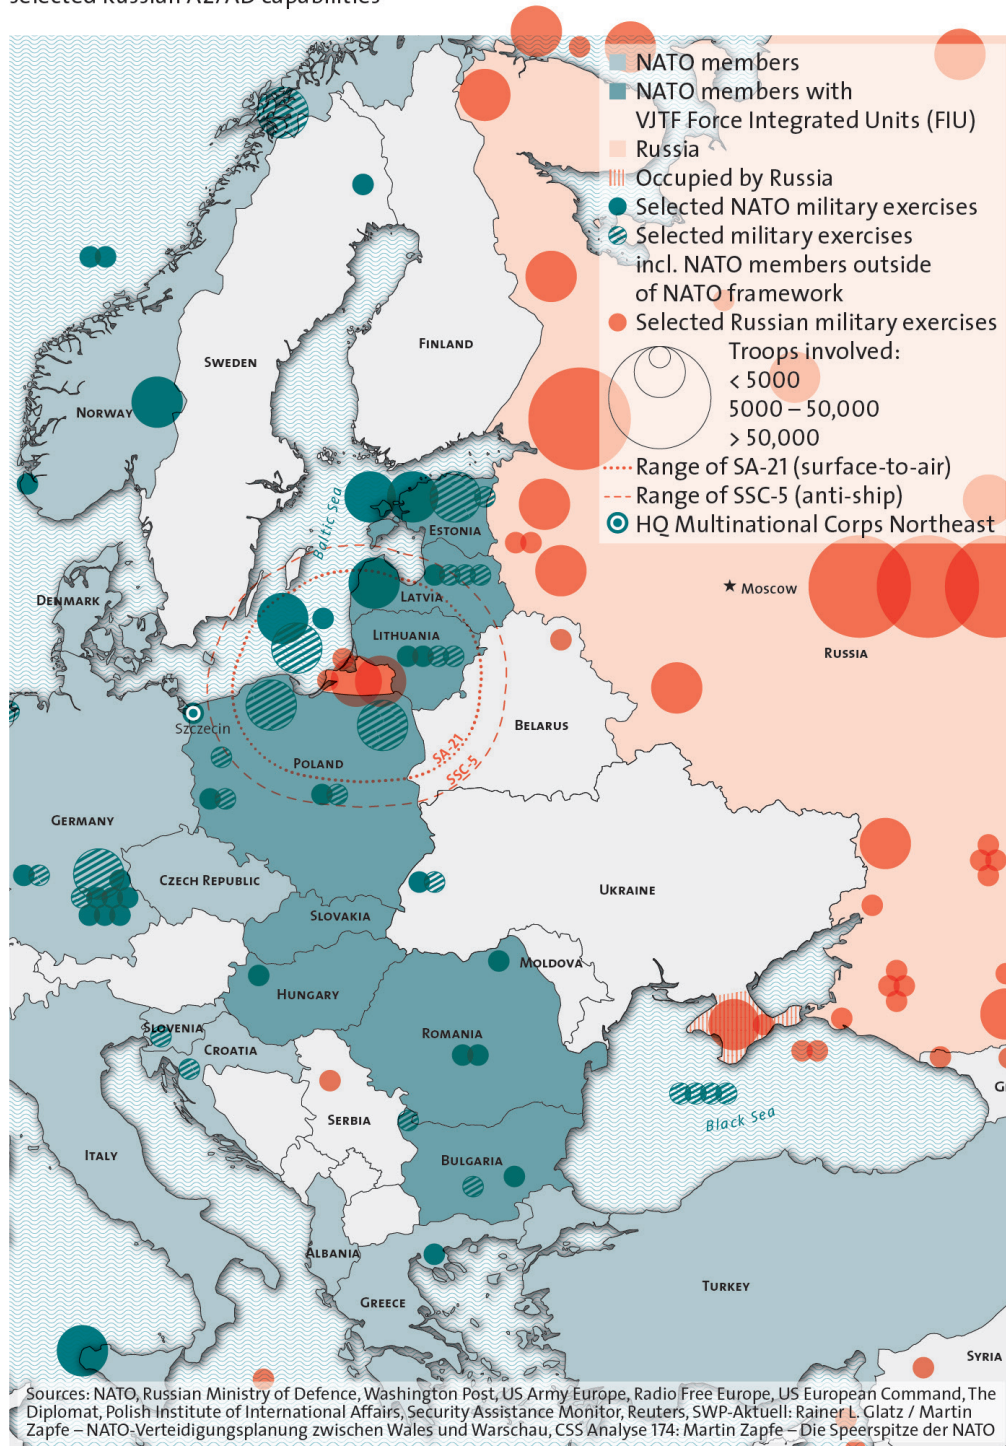 selected Russian A2/AD capabilities
NATO members
NATO members with
VJTF Force Integrated Units (FIU)
Russia
Occupied by Russia
Selected NATO military exercises
Selected military exercises
incl. NATO members outside
of NATO framework
Selected Russian military exercises
Troops involved:
< 5000
5000 – 50,000
> 50,000
Range of SA-21 (surface-to-air)
Range of SSC-5 (anti-ship)
HQ Multinational Corps Northeast
FINLAND
SWEDEN
NORWAY
Baltic Sea
ESTONIA
Moscow
DENMARK
LATVIA
LITHUANIA
RUSSIA
Szczecin
BELARUS
SA-21
SSC-5
POLAND
GERMANY
CZECH REPUBLIC
UKRAINE
SLOVAKIA
MOLDOVA
HUNGARY
SLOVENIA
ROMANIA
CROATIA
G
SERBIA
Black Sea
ITALY
BULGARIA
ALBANIA
TURKEY
GREECE
SYRIA
Sources: NATO, Russian Ministry of Defence, Washington Post, US Army Europe, Radio Free Europe, US European Command, The
Diplomat, Polish Institute of International Affairs, Security Assistance Monitor, Reuters, SWP-Aktuell: Rainer L. Glatz / Martin
Zapfe – NATO-Verteidigungsplanung zwischen Wales und Warschau, CSS Analyse 174: Martin Zapfe – Die Speerspitze der NATO